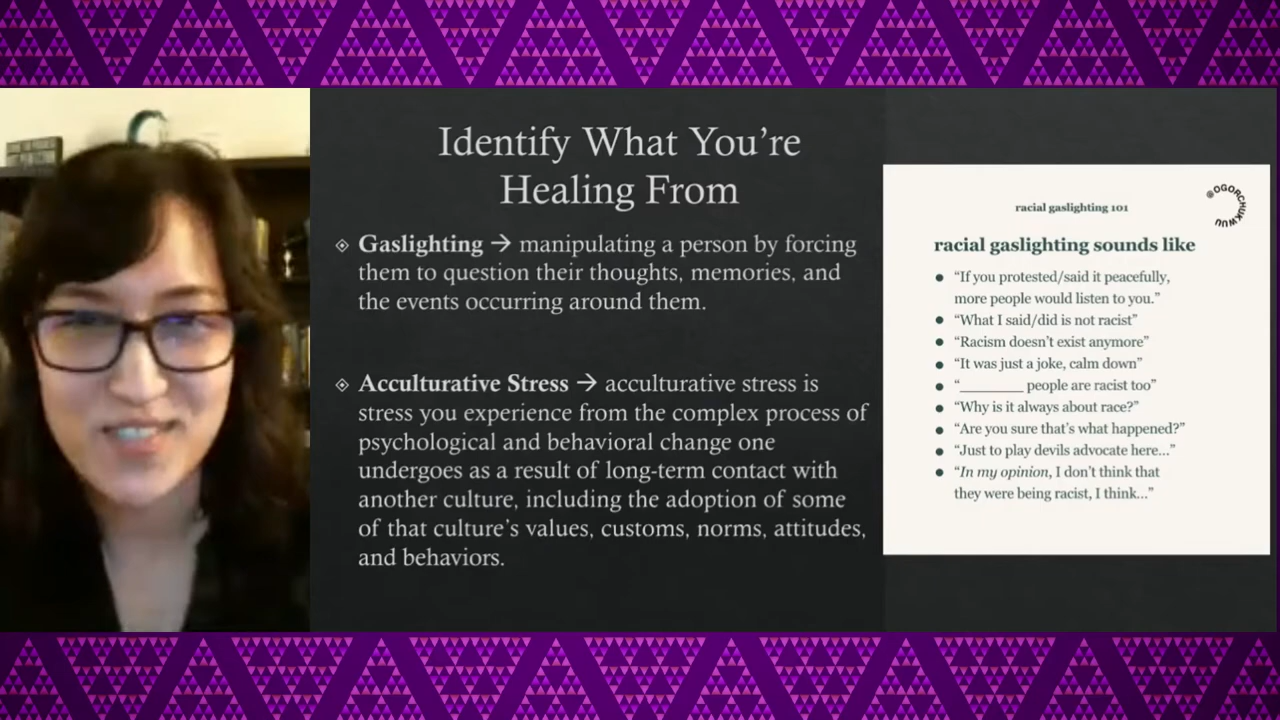 Identify What You're
Healing From
Gaslighting → manipulating a person by forcing
them to question their thoughts, memories, and
the events occurring around them.
Acculturative Stress → acculturative stress is
stress you experience from the complex process of
psychological and behavioral change one
undergoes as a result of long-term contact with
another culture, including the adoption of some
of that culture's values, customs, norms, attitudes,
and behaviors.
@OGORCHUKWUU
racial gaslighting 101
racial gaslighting sounds like
• “If you protested/said it peacefully,
more people would listen to you.”
• “What I said/did is not racist”
• “Racism doesn't exist anymore”
• “It was just a joke, calm down”
• “________ people are racist too”
• “Why is it always about race?”
• “Are you sure that's what happened?”
• “Just to play devils advocate here...”
• “In my opinion, I don't think that
they were being racist, I think...”